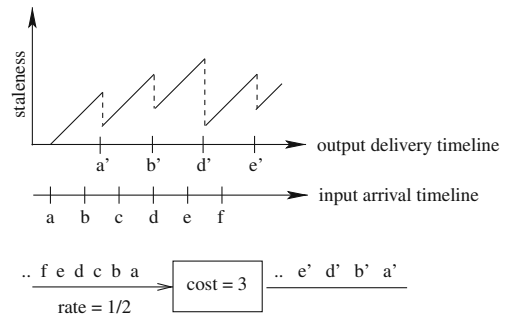 staleness
output delivery timeline
a’ b’ d’ e’
input arrival timeline
a b c d e f
.. f e d c b a
rate = 1/2
cost = 3
.. e’ d’ b’ a’